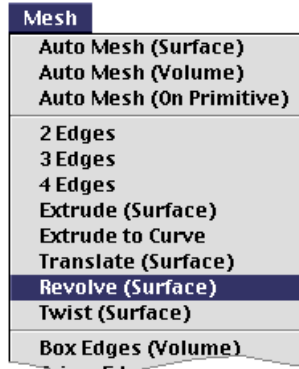 Mesh
Auto Mesh (Surface)
Auto Mesh (Volume)
Auto Mesh (On Primitive)
2 Edges
3 Edges
4 Edges
Extrude (Surface)
Extrude to Curve
Translate (Surface)
Revolve (Surface)
Twist (Surface)
Box Edges (Volume)